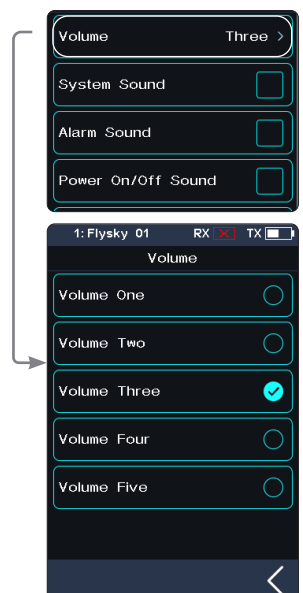 Volume Three >
System Sound
Alarm Sound
Power On/Off Sound
1: Flysky 01 RX TX
Volume
Volume One
Volume Two
Volume Three
Volume Four
Volume Five